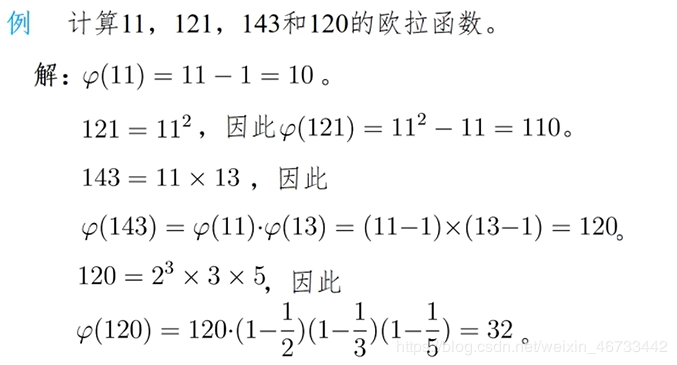 例 计算11，121，143和120的欧拉函数。
解：φ(11) = 11 − 1 = 10 。
121 = 11²，因此φ(121) = 11² − 11 = 110。
143 = 11 × 13 ，因此
φ(143) = φ(11)·φ(13) = (11−1)×(13−1) = 120。
120 = 2³ × 3 × 5，因此
φ(120) = 120·(1−1/2)(1−1/3)(1−1/5) = 32 。
https://blog.csdn.net/weixin_46733442